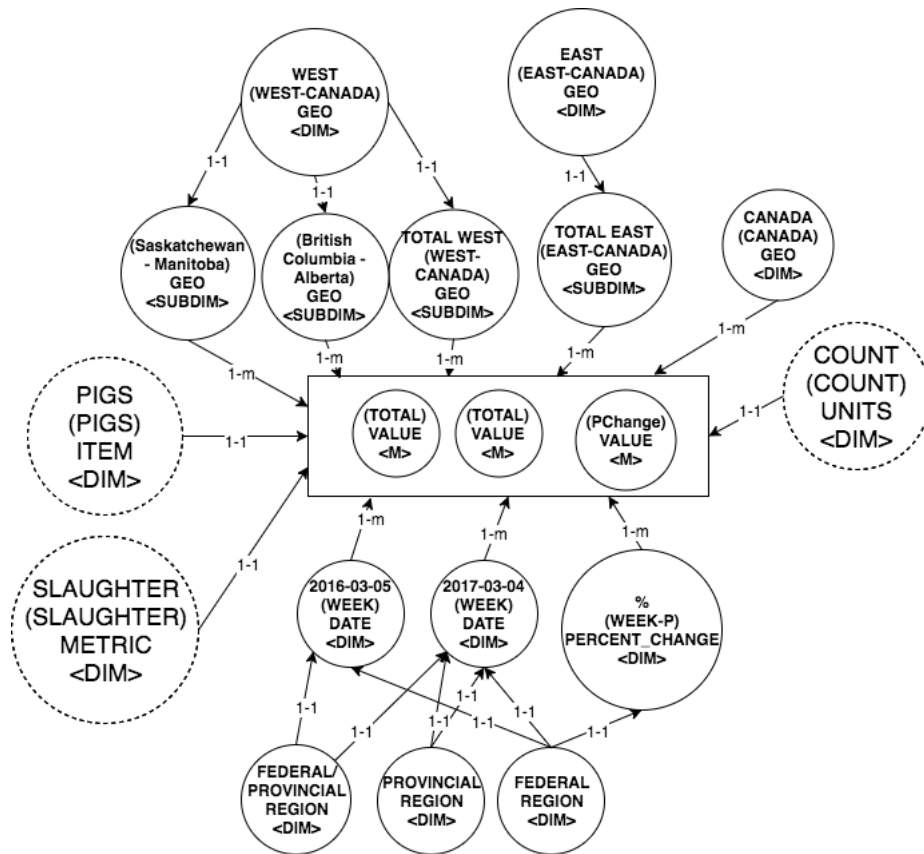 WEST
(WEST-CANADA)
GEO
<DIM>
EAST
(EAST-CANADA)
GEO
<DIM>
1-1
1-1
1-1
1-1
(Saskatchewan
- Manitoba)
GEO
<SUBDIM>
(British
Columbia -
Alberta)
GEO
<SUBDIM>
TOTAL WEST
(WEST-
CANADA)
GEO
<SUBDIM>
TOTAL EAST
(EAST-CANADA)
GEO
<SUBDIM>
CANADA
(CANADA)
GEO
<DIM>
1-m
1-m
1-m
1-m
1-m
PIGS
(PIGS)
ITEM
<DIM>
1-1
(TOTAL)
VALUE
<M>
(TOTAL)
VALUE
<M>
(PChange)
VALUE
<M>
1-1
COUNT
(COUNT)
UNITS
<DIM>
SLAUGHTER
(SLAUGHTER)
METRIC
<DIM>
1-1
1-m
1-m
1-m
2016-03-05
(WEEK)
DATE
<DIM>
2017-03-04
(WEEK)
DATE
<DIM>
%
(WEEK-P)
PERCENT_CHANGE
<DIM>
1-1
1-1
1-1
1-1
1-1
1-1
1-1
FEDERAL/
PROVINCIAL
REGION
<DIM>
PROVINCIAL
REGION
<DIM>
FEDERAL
REGION
<DIM>